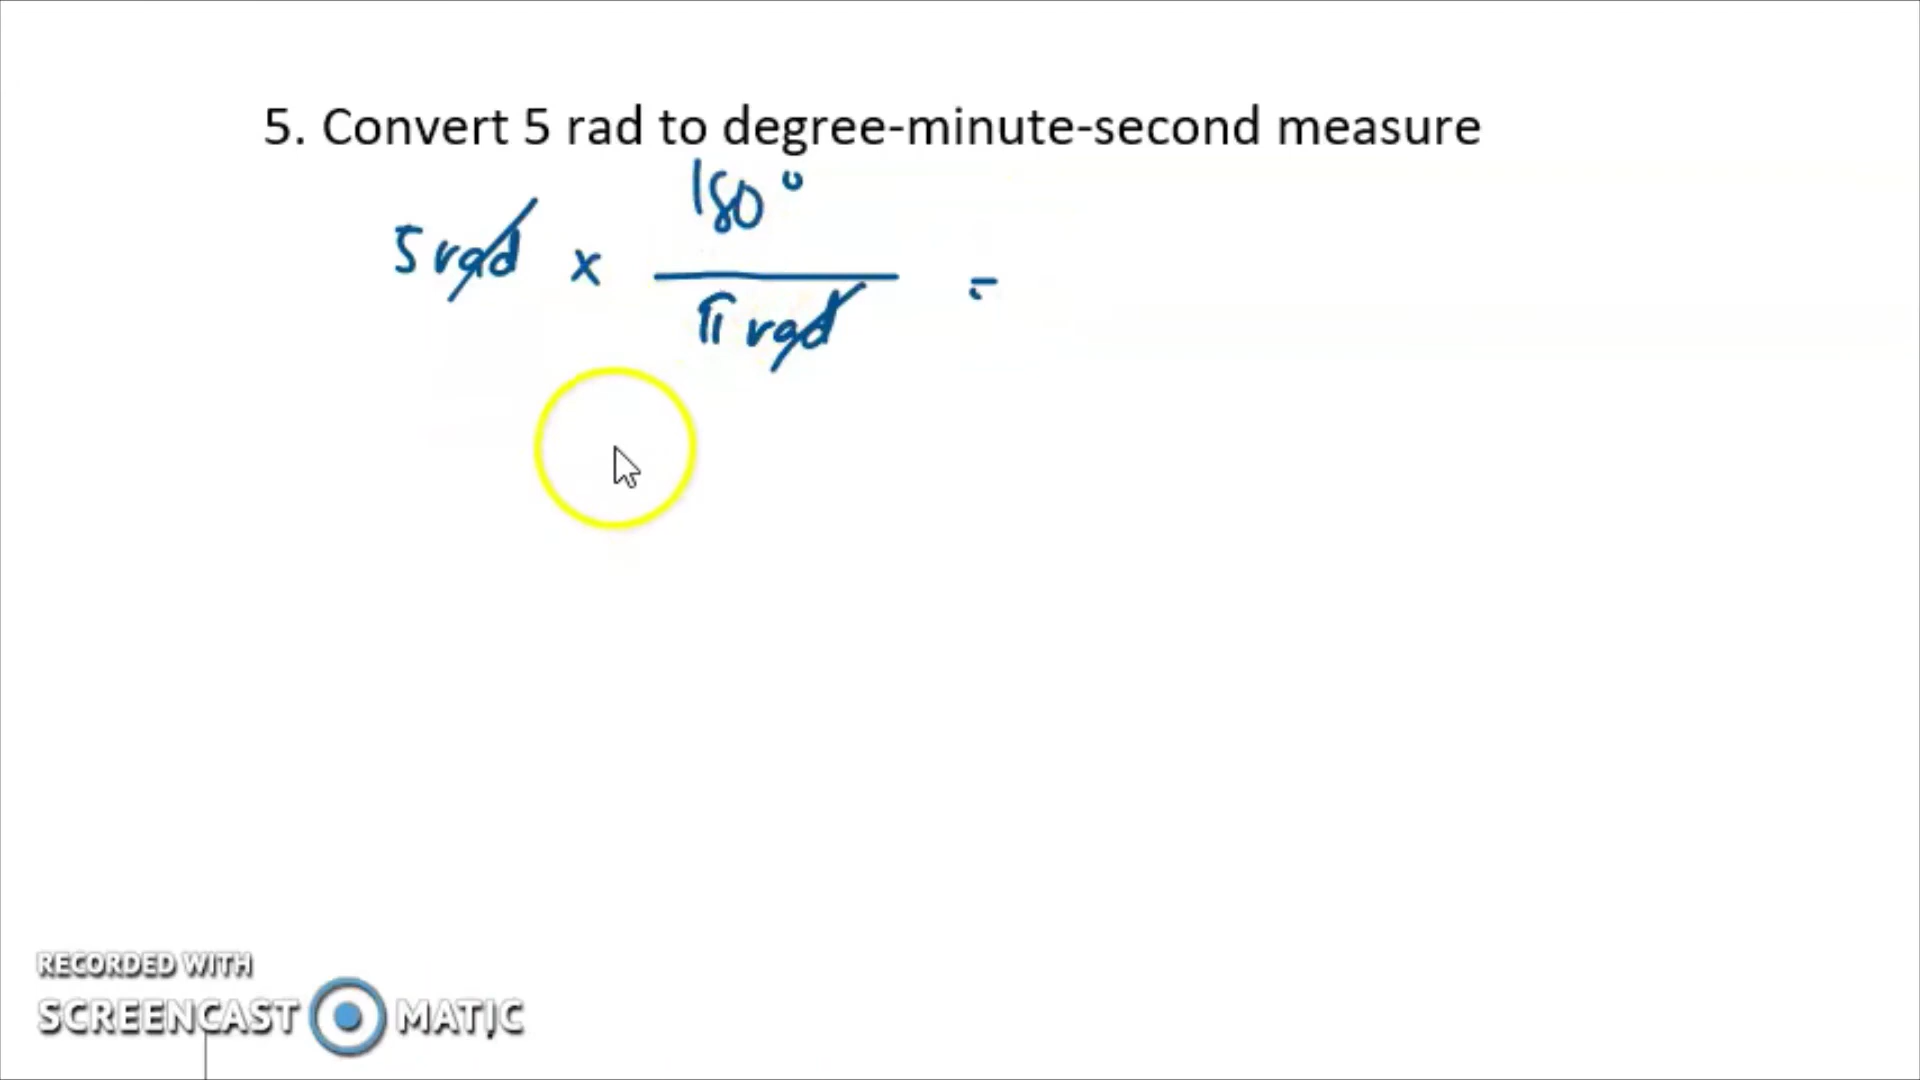 5. Convert 5 rad to degree-minute-second measure
180°
5 rad x =
π rad
RECORDED WITH
SCREENCAST MATIC